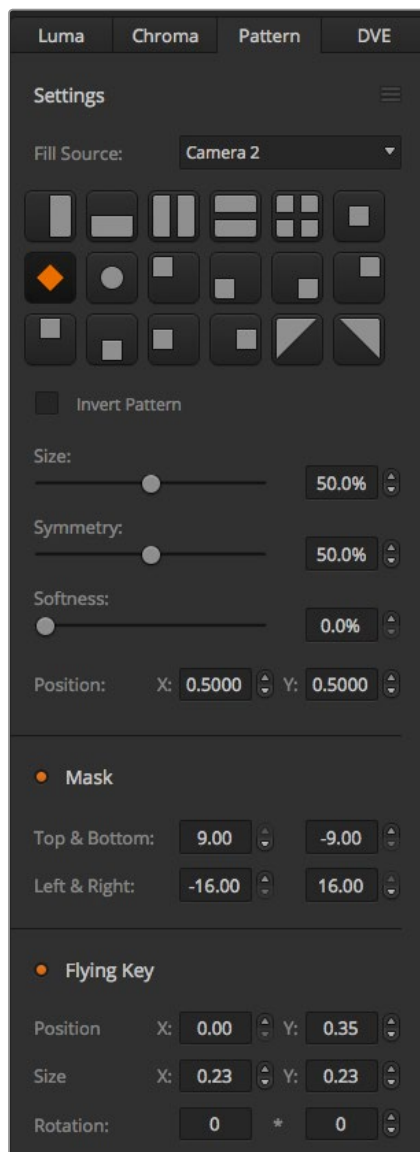 Luma Chroma Pattern DVE
Settings
Fill Source: Camera 2
Invert Pattern
Size:
50.0%
Symmetry:
50.0%
Softness:
0.0%
Position: X: 0.5000 Y: 0.5000
Mask
Top & Bottom: 9.00 -9.00
Left & Right: -16.00 16.00
Flying Key
Position X: 0.00 Y: 0.35
Size X: 0.23 Y: 0.23
Rotation: 0 * 0